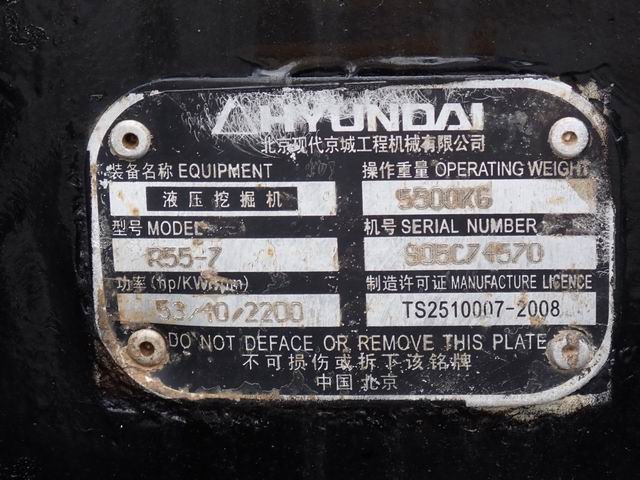 HYUNDAI
北京现代京城工程机械有限公司
装备名称 EQUIPMENT
液压挖掘机
操作重量 OPERATING WEIGHT
5300KG
型号 MODEL
R55-7
机号 SERIAL NUMBER
S05C74570
功率 (hp/KW/rpm)
53/40/2200
制造许可证 MANUFACTURE LICENCE
TS2510007-2008
DO NOT DEFACE OR REMOVE THIS PLATE
不可损伤或拆下该铭牌
中国 北京